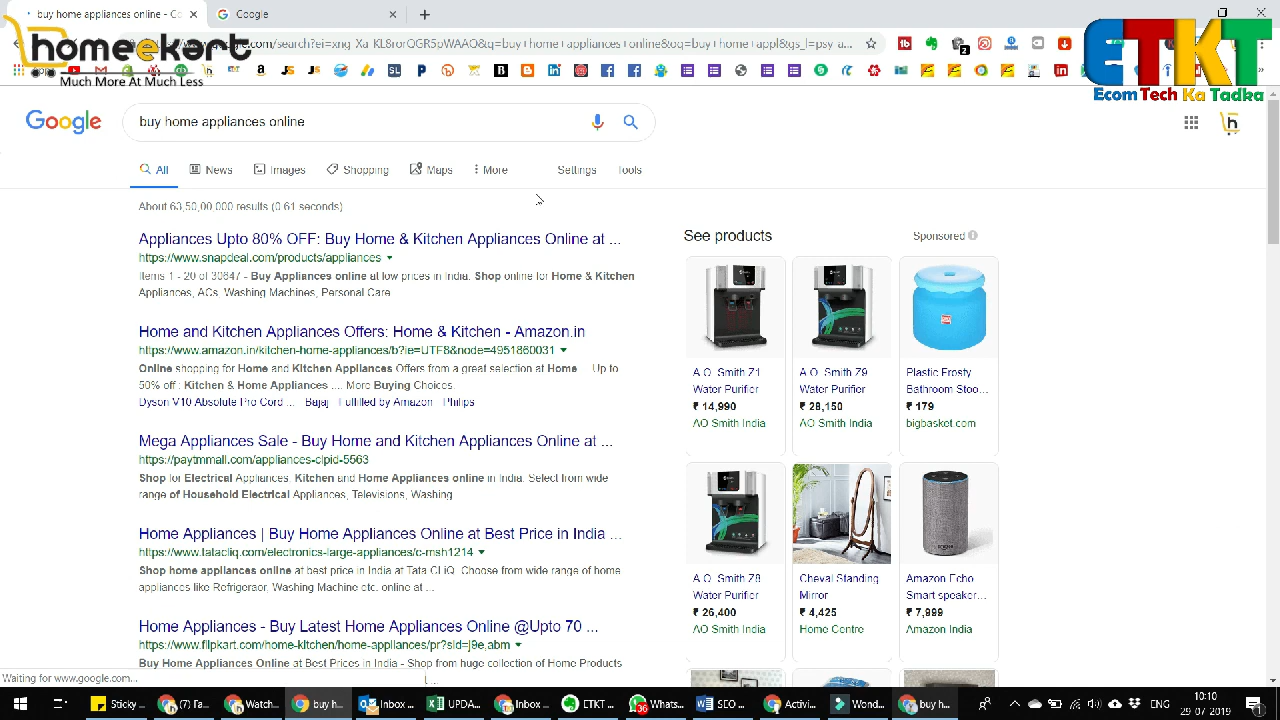 buy home appliances online - Go
Google
homeekart
Much More At Much Less
ETKT
Ecom Tech Ka Tadka
Google
buy home appliances online
All
News
Images
Shopping
Maps
More
Settings
Tools
About 63,50,00,000 results (0.61 seconds)
Appliances Upto 80% OFF: Buy Home & Kitchen Appliances Online at ...
https://www.snapdeal.com/products/appliances
Items 1 - 20 of 30647 - Buy Appliances online at low prices in India. Shop online for Home & Kitchen
Appliances, ACs, Washing Machines, Personal Care
Home and Kitchen Appliances Offers: Home & Kitchen - Amazon.in
https://www.amazon.in/kitchen-home-appliances/b?ie=UTF8&node=4951860031
Online shopping for Home and Kitchen Appliances Offers from a great selection at Home ... Up to
50% off : Kitchen & Home Appliances .... More Buying Choices.
Dyson V10 Absolute Pro Cord ... - Bajaj - Fulfilled by Amazon - Philips
Mega Appliances Sale - Buy Home and Kitchen Appliances Online at ...
https://paytmmall.com/appliances-clpid-5563
Shop for Electrical Appliances, Kitchen and Home Appliances online in India. Select from wide
range of Household Electrical Appliances, Televisions, Washing
Home Appliances | Buy Home Appliances Online at Best Price in India ...
https://www.tatacliq.com/electronics-large-appliances/c-msh1214
Shop home appliances online at best price in India at Tata CLiQ. Choose from wide range of home
appliances like Refrigeraor, Washing Machine etc. online at ...
Home Appliances - Buy Latest Home Appliances Online @Upto 70 ...
https://www.flipkart.com/home-kitchen/home-appliances/pr?sid=j9e,abm
Buy Home Appliances Online at Best Prices in India - Shop from huge collection of Home Products
See products
Sponsored
A.O. Smith Z1
Water Purifier
₹ 14,990
AO Smith India
A.O. Smith Z9
Water Purifier
₹ 28,150
AO Smith India
Plastic Frosty
Bathroom Stoo...
₹ 179
bigbasket.com
A.O. Smith Z8
Water Purifier
₹ 26,400
AO Smith India
Cheval Standing
Mirror
₹ 4,425
Home Centre
Amazon Echo
Smart speaker...
₹ 7,999
Amazon India
Waiting for www.google.com...
Sticky
(7) Fa
Watch
buy h...
Inbox
UPDA...
Inbox
ETKT ...
36
Whats...
SEO ...
Activi...
Wond...
buy h...
ENG
10:10
29-07-2019